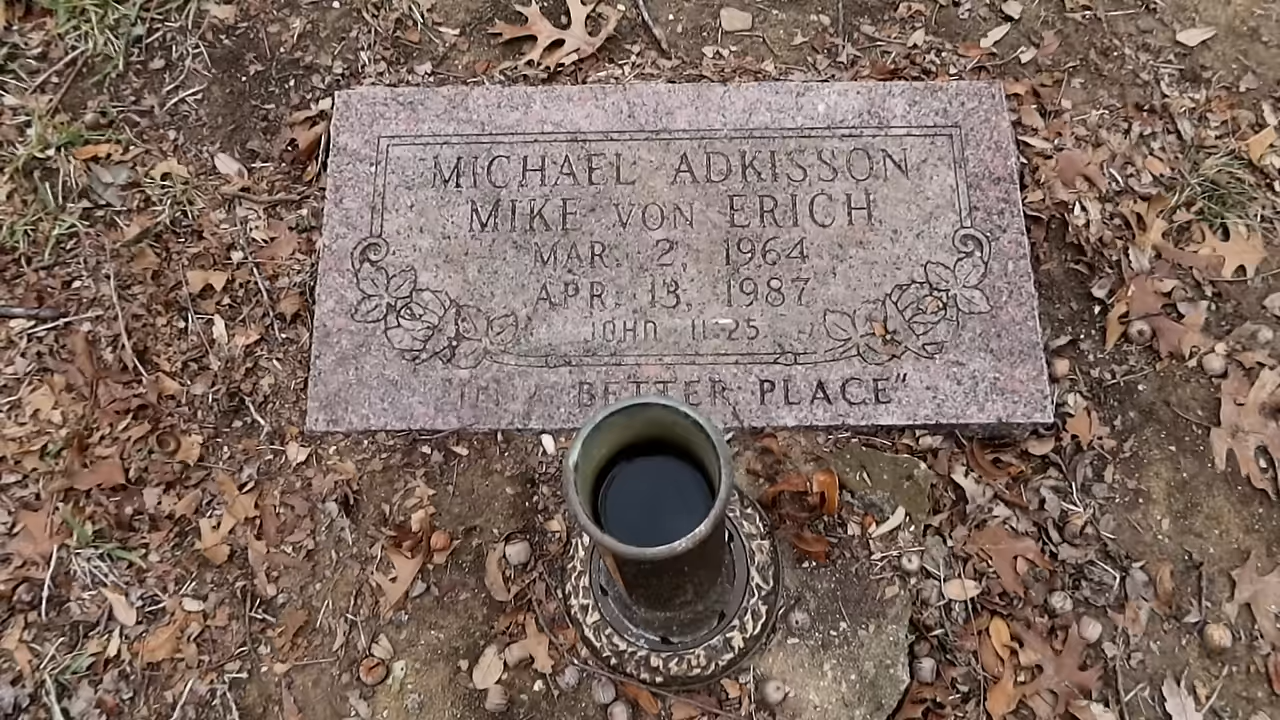 MICHAEL ADKISSON
MIKE VON ERICH
MAR. 2, 1964
APR. 13, 1987
JOHN 11-25
BETTER PLACE"